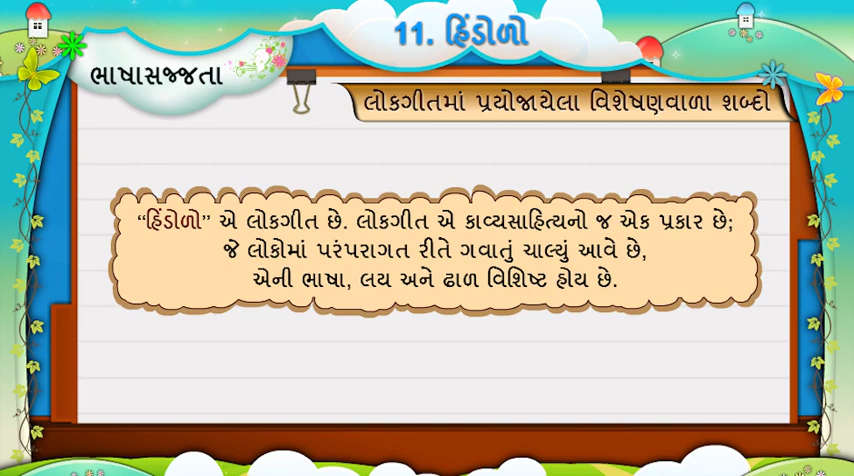 11. હિંડોળો
ભાષાસજ્જતા
લોકગીતમાં પ્રયોજાયેલા વિશેષણવાળા શબ્દો
“હિંડોળો” એ લોકગીત છે. લોકગીત એ કાવ્યસાહિત્યનો જ એક પ્રકાર છે;
જે લોકોમાં પરંપરાગત રીતે ગવાતું ચાલ્યું આવે છે,
એની ભાષા, લય અને ઢાળ વિશિષ્ટ હોય છે.